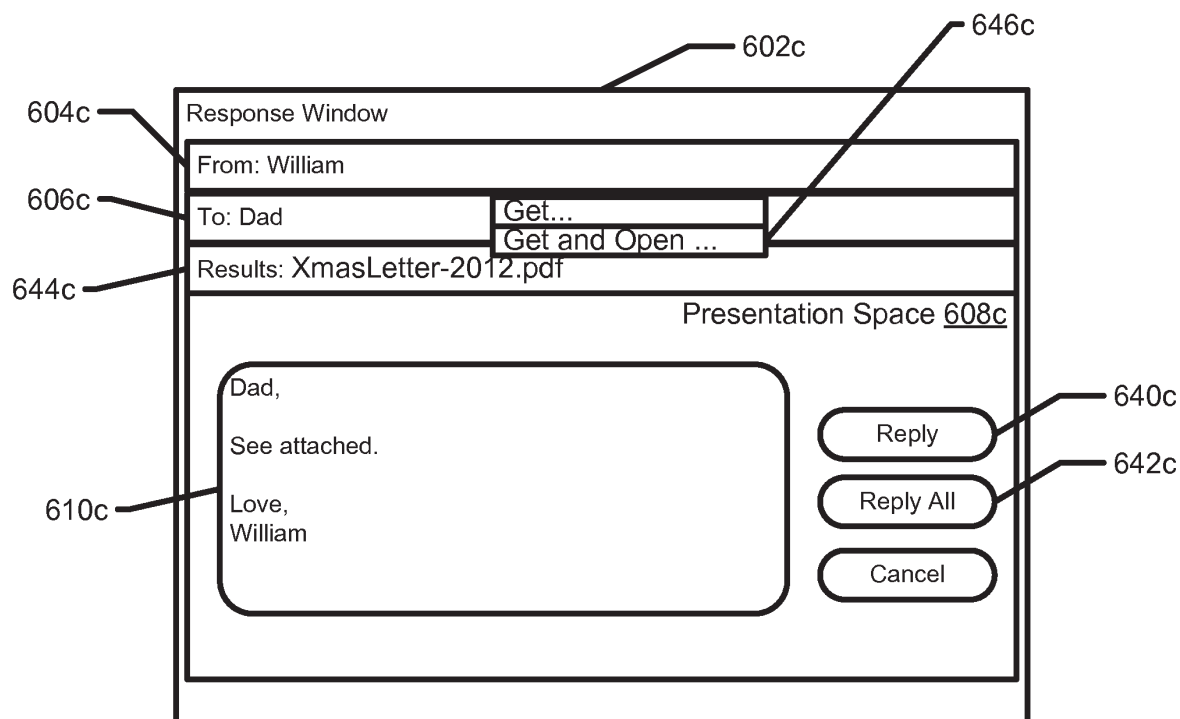 646c
602c
604c
Response Window
From: William
606c
To: Dad
Get...
Get and Open ...
644c
Results: XmasLetter-2012.pdf
Presentation Space 608c
Dad,
See attached.
Love,
William
610c
Reply
640c
Reply All
642c
Cancel